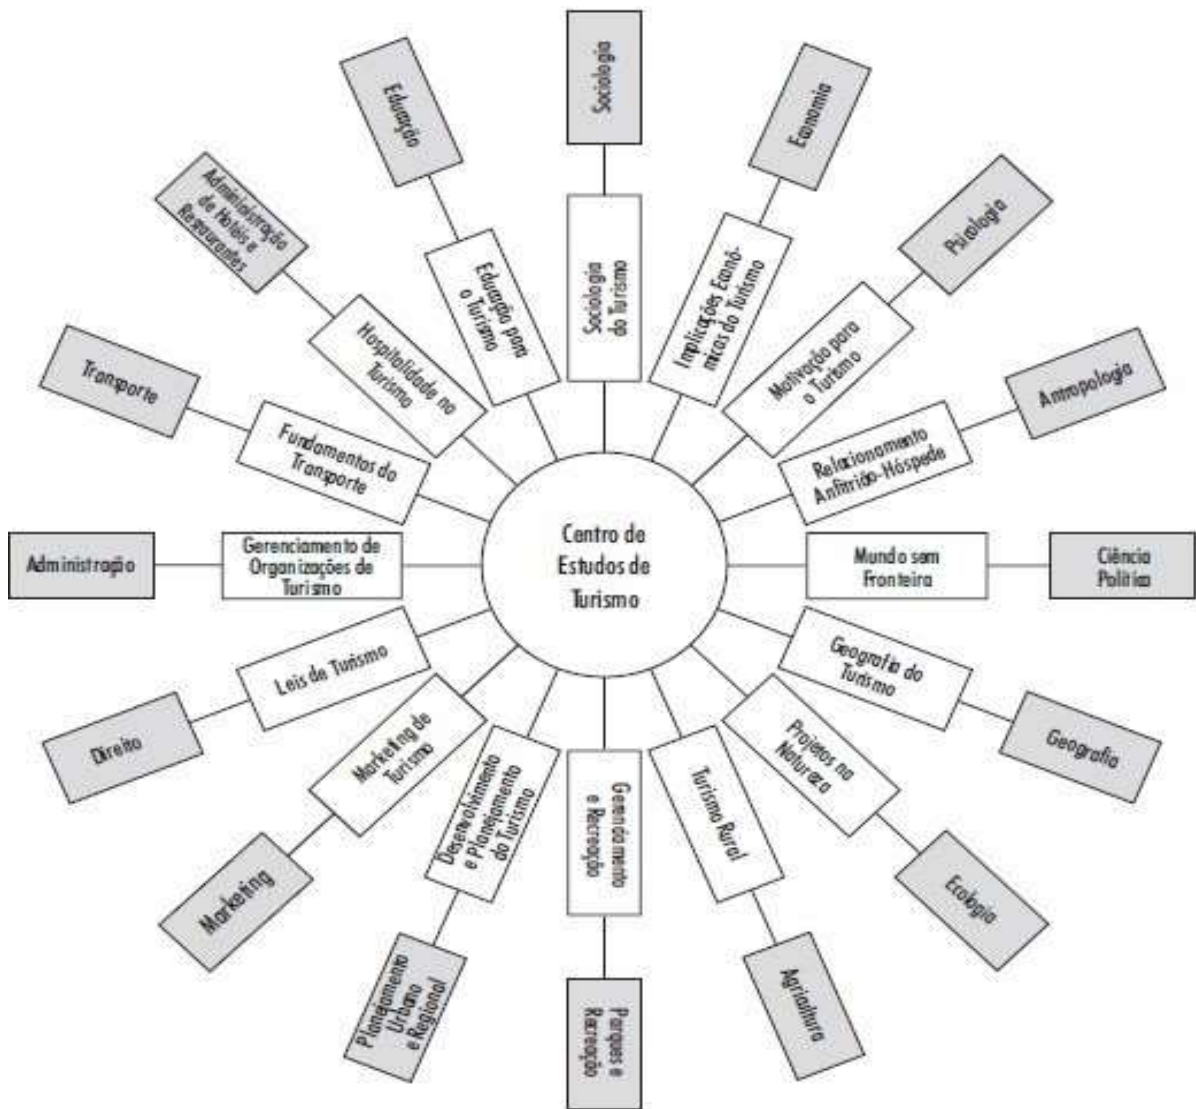 Sociologia
Sociologia
do Turismo
Economia
Implicações Econô-
micas do Turismo
Psicologia
Motivação para
o Turismo
Antropologia
Relacionamento
Anfitrião-Hóspede
Ciência
Política
Mundo sem
Fronteira
Geografia
Geografia do
Turismo
Ecologia
Projetos na
Natureza
Agricultura
Turismo Rural
Parques e
Recreação
Gerenciamento
e Recreação
Planejamento
Urbano
e Regional
Desenvolvimento
e Planejamento
do Turismo
Marketing
Marketing de
Turismo
Direito
Leis de Turismo
Administração
Gerenciamento de
Organizações de
Turismo
Transporte
Fundamentos do
Transporte
Administração
de Hotéis e
Restaurantes
Hospitalidade no
Turismo
Educação
Educação para
o Turismo
Centro de
Estudos de
Turismo